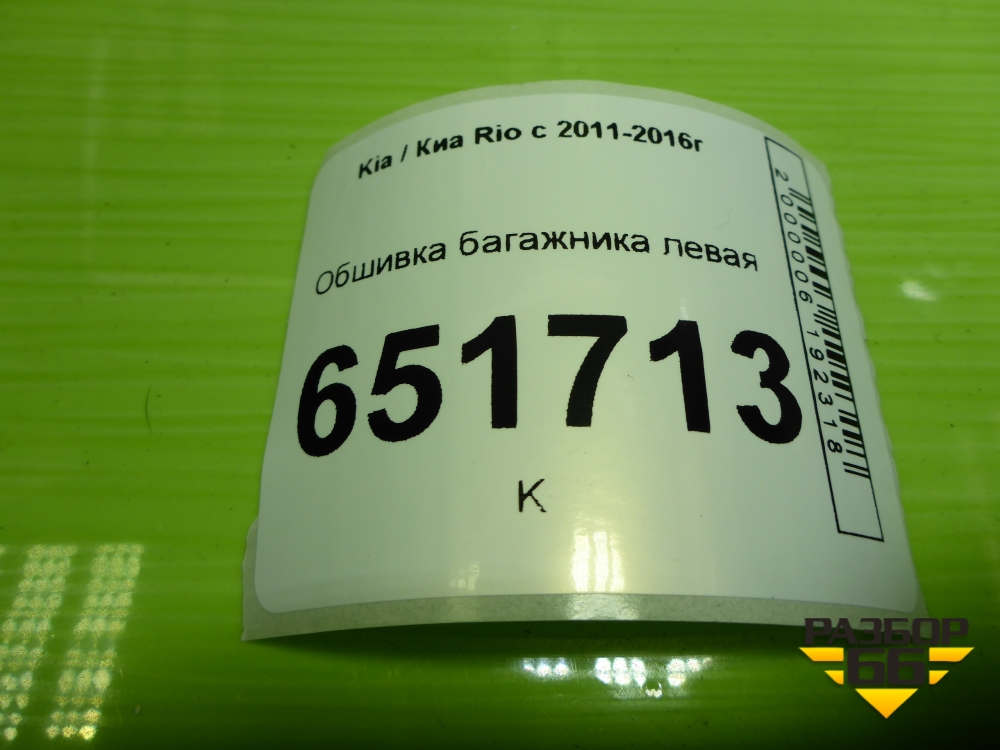 Kia / Киа Rio с 2011-2016г
Обшивка багажника левая
651713
К
2000006192318
РАЗБОР
66